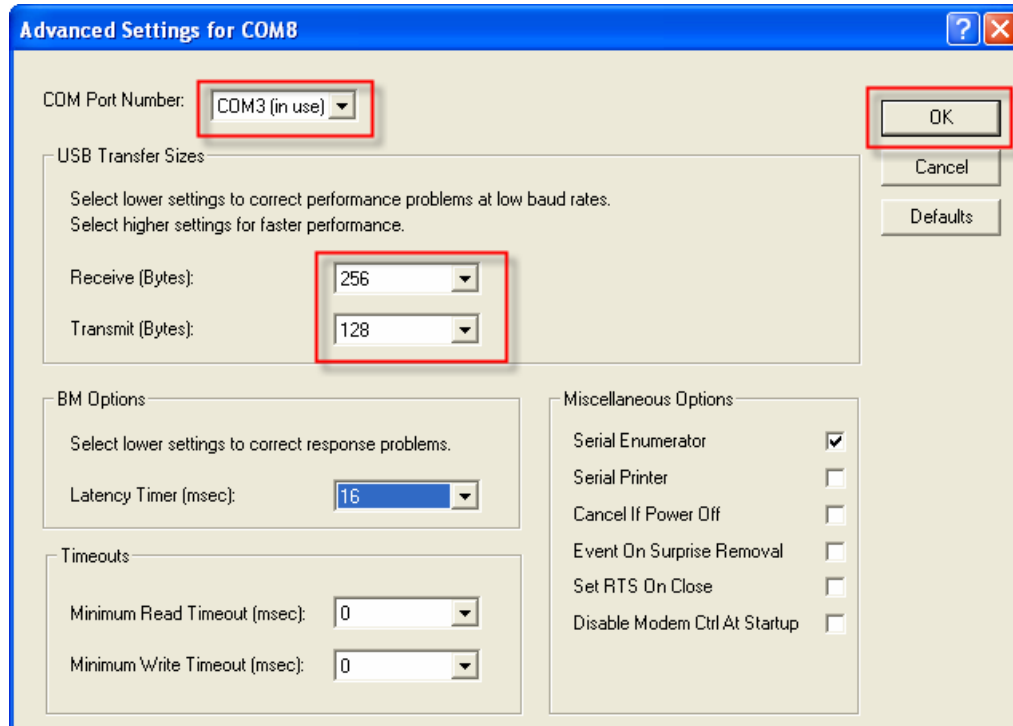 Advanced Settings for COM8
COM Port Number: COM3 (in use)
OK
Cancel
Defaults
USB Transfer Sizes
Select lower settings to correct performance problems at low baud rates.
Select higher settings for faster performance.
Receive (Bytes): 256
Transmit (Bytes): 128
BM Options
Select lower settings to correct response problems.
Latency Timer (msec): 16
Timeouts
Minimum Read Timeout (msec): 0
Minimum Write Timeout (msec): 0
Miscellaneous Options
Serial Enumerator
Serial Printer
Cancel If Power Off
Event On Surprise Removal
Set RTS On Close
Disable Modem Ctrl At Startup